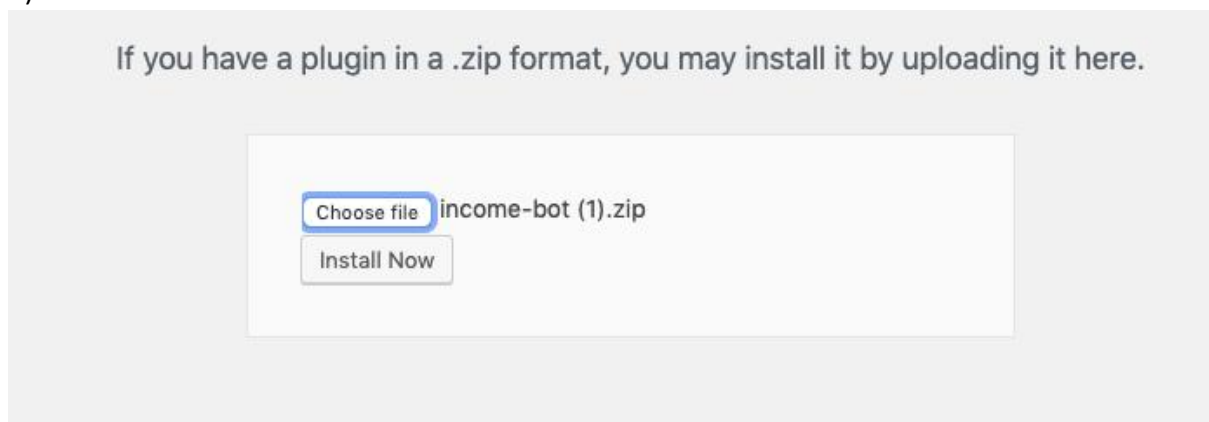 If you have a plugin in a .zip format, you may install it by uploading it here.
Choose file income-bot (1).zip
Install Now